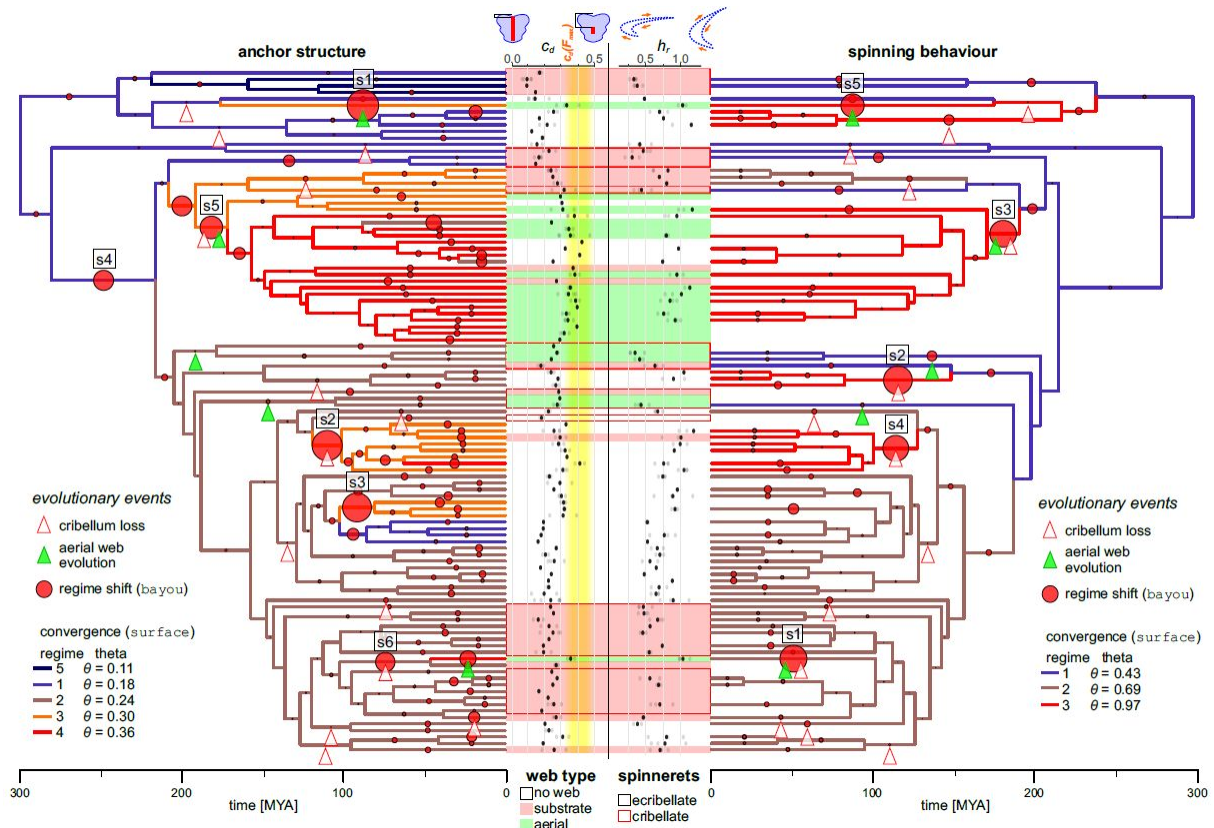 c_d
c_d(F_max)
h_r
anchor structure
spinning behaviour
0.0
0.5
0.5
1.0
s1
s5
s5
s3
s4
s2
s2
s4
s3
s1
s6
evolutionary events
cribellum loss
aerial web
evolution
regime shift (bayou)
convergence (surface)
regime theta
5 θ = 0.11
1 θ = 0.18
2 θ = 0.24
3 θ = 0.30
4 θ = 0.36
evolutionary events
cribellum loss
aerial web
evolution
regime shift (bayou)
convergence (surface)
regime theta
1 θ = 0.43
2 θ = 0.69
3 θ = 0.97
300
200
100
0
time [MYA]
web type
no web
substrate
aerial
spinnerets
ecribellate
cribellate
0
100
200
300
time [MYA]